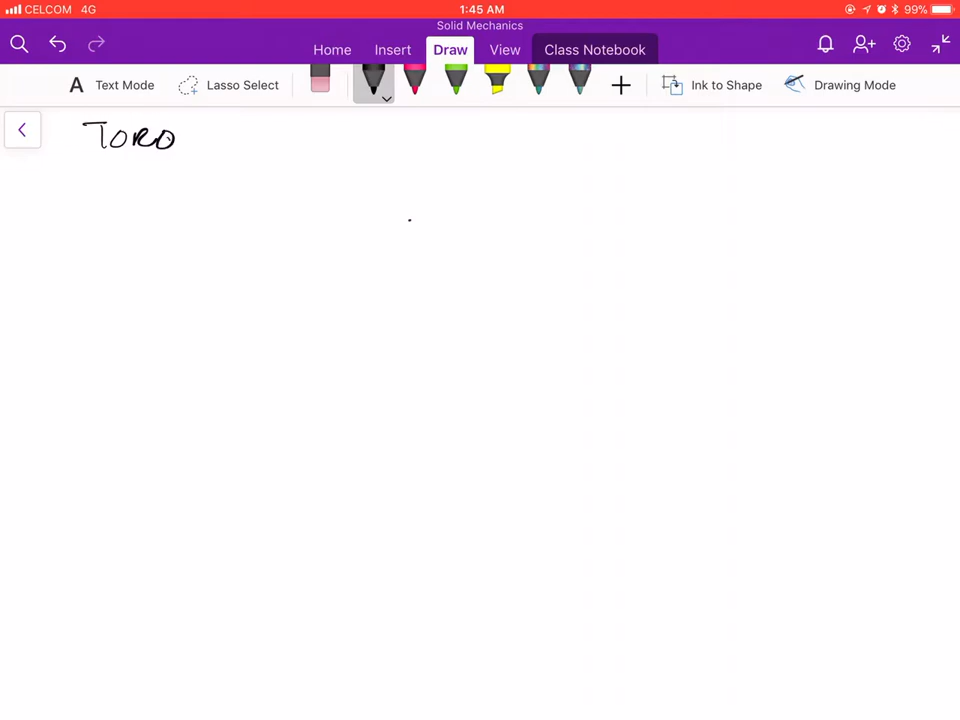 CELCOM 4G 1:45 AM 99%
Solid Mechanics
Home Insert Draw View Class Notebook
A Text Mode Lasso Select Ink to Shape Drawing Mode
TORO